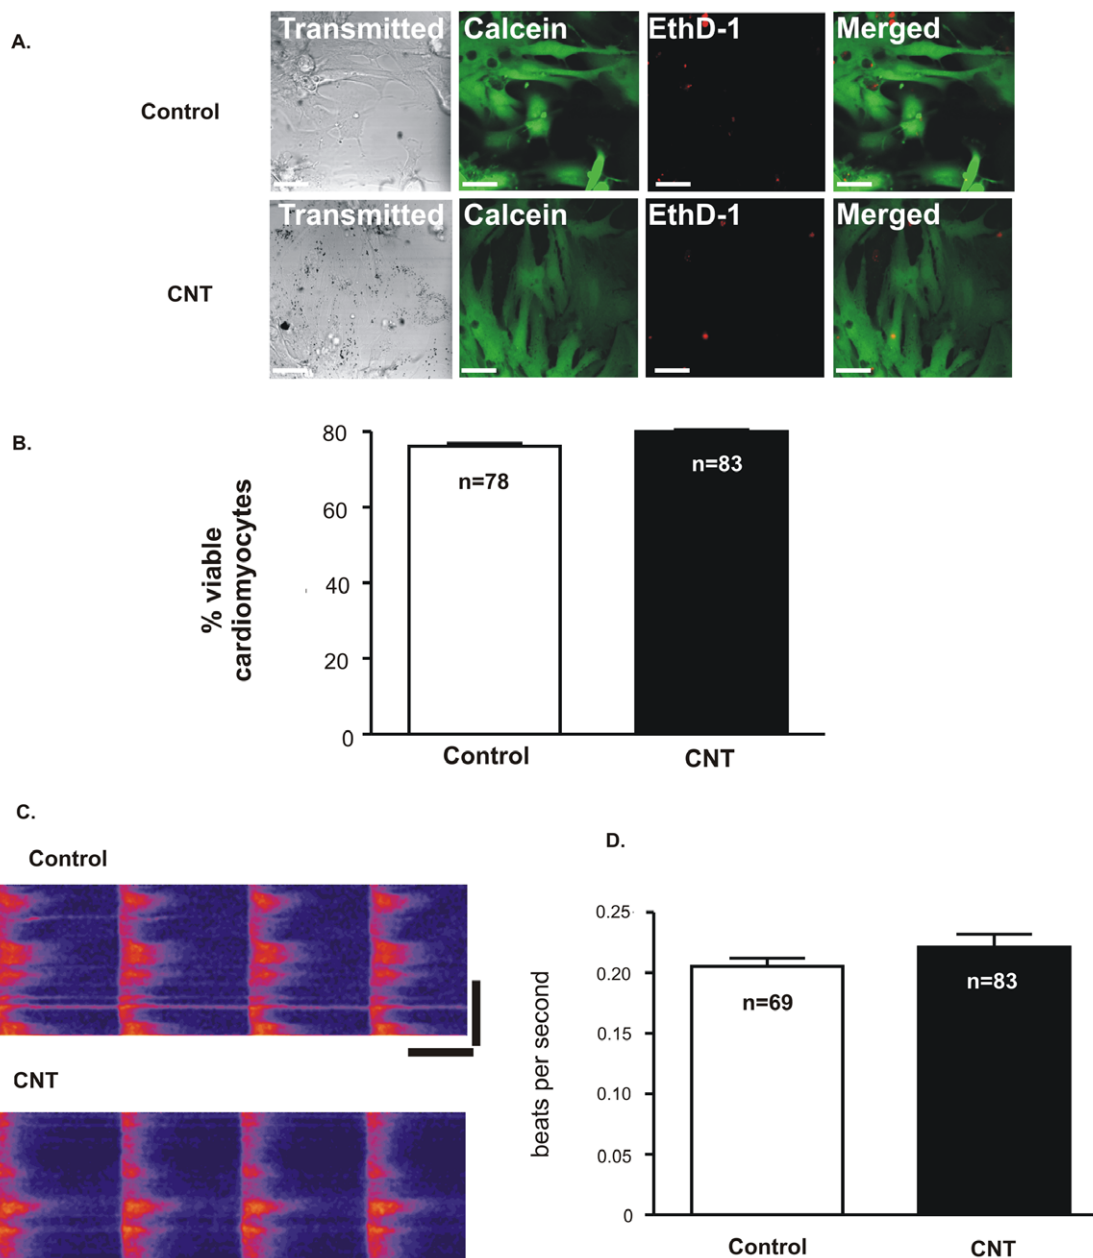 A.
Transmitted Calcein EthD-1 Merged
Control
Transmitted Calcein EthD-1 Merged
CNT
B.
80
60
40
20
0
% viable
cardiomyocytes
n=78
n=83
Control
CNT
C.
Control
CNT
D.
0.25
0.20
0.15
0.10
0.05
0
beats per second
n=69
n=83
Control
CNT